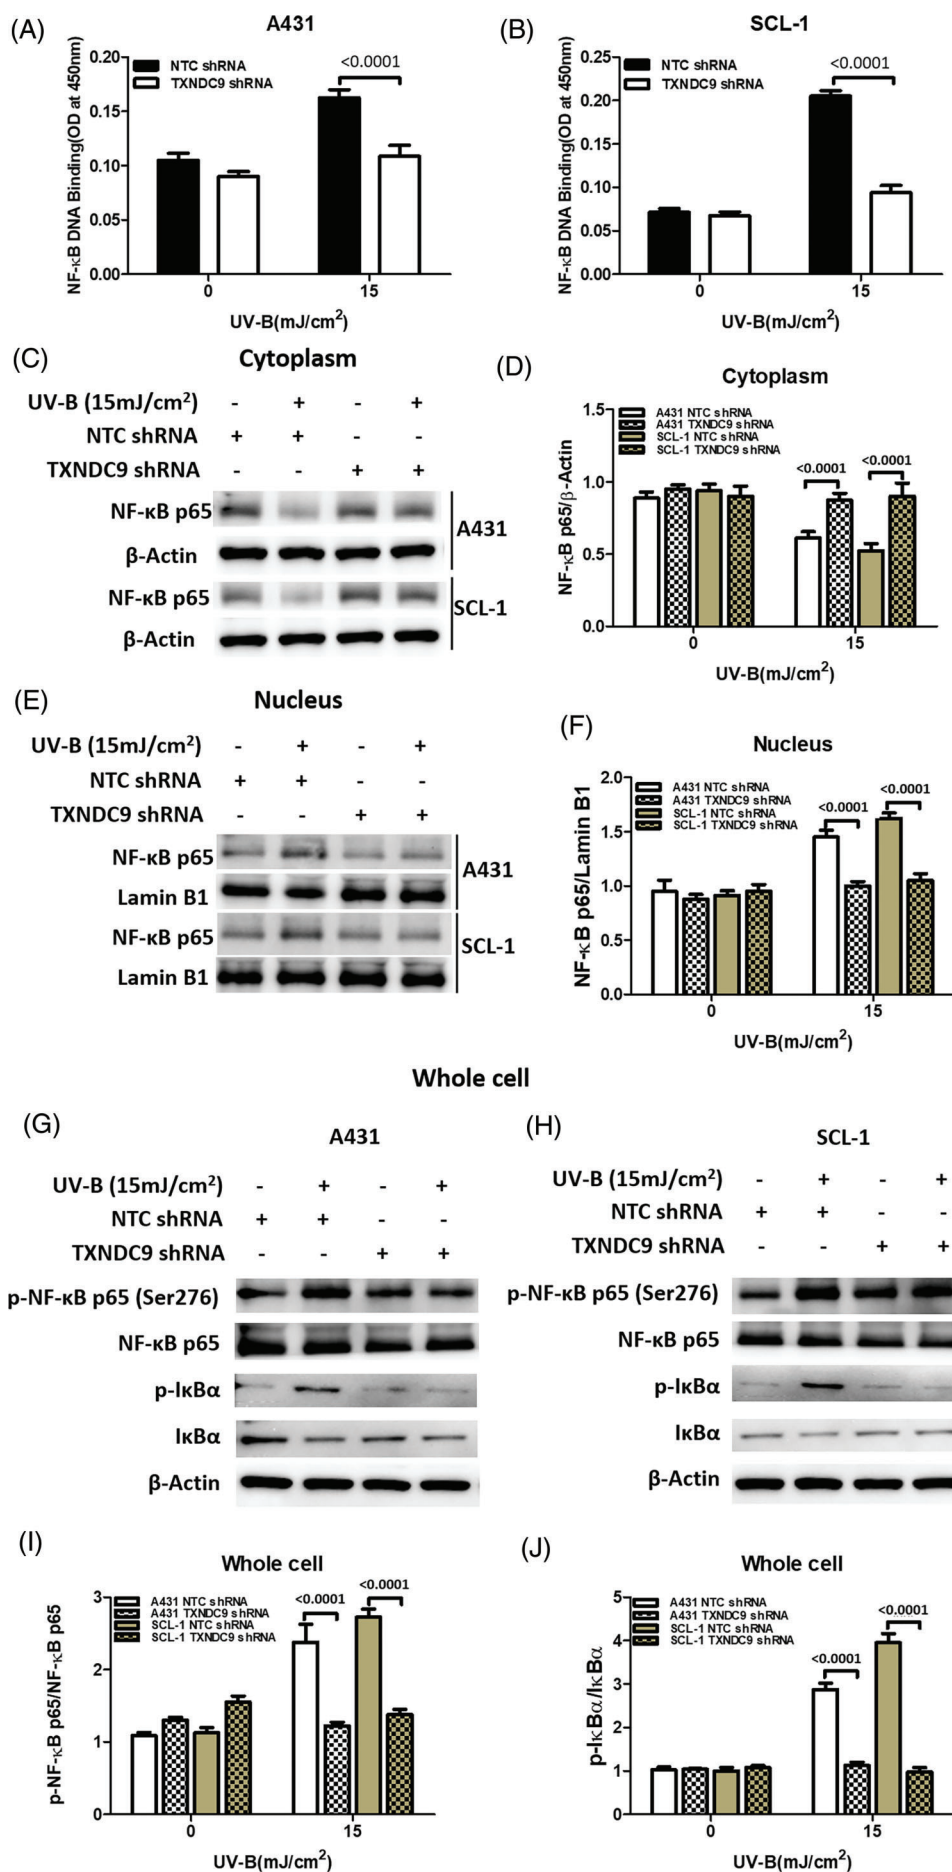 (A)
A431
NF-κB DNA Binding(OD at 450nm)
0.20
0.15
0.10
0.05
0.00
NTC shRNA
TXNDC9 shRNA
<0.0001
0
15
UV-B(mJ/cm²)
(B)
SCL-1
NF-κB DNA Binding(OD at 450nm)
0.25
0.20
0.15
0.10
0.05
0.00
NTC shRNA
TXNDC9 shRNA
<0.0001
0
15
UV-B(mJ/cm²)
(C)
Cytoplasm
UV-B (15mJ/cm²) - + - +
NTC shRNA + + - -
TXNDC9 shRNA - - + +
NF-κB p65
β-Actin
A431
NF-κB p65
β-Actin
SCL-1
(D)
Cytoplasm
NF-κB p65/β-Actin
1.5
1.0
0.5
0.0
A431 NTC shRNA
A431 TXNDC9 shRNA
SCL-1 NTC shRNA
SCL-1 TXNDC9 shRNA
<0.0001
<0.0001
0
15
UV-B(mJ/cm²)
(E)
Nucleus
UV-B (15mJ/cm²) - + - +
NTC shRNA + + - -
TXNDC9 shRNA - - + +
NF-κB p65
Lamin B1
A431
NF-κB p65
Lamin B1
SCL-1
(F)
Nucleus
NF-κB p65/Lamin B1
2.0
1.5
1.0
0.5
0.0
A431 NTC shRNA
A431 TXNDC9 shRNA
SCL-1 NTC shRNA
SCL-1 TXNDC9 shRNA
<0.0001
<0.0001
0
15
UV-B(mJ/cm²)
Whole cell
(G)
A431
UV-B (15mJ/cm²) - + - +
NTC shRNA + + - -
TXNDC9 shRNA - - + +
p-NF-κB p65 (Ser276)
NF-κB p65
p-IκBα
IκBα
β-Actin
(H)
SCL-1
UV-B (15mJ/cm²) - + - +
NTC shRNA + + - -
TXNDC9 shRNA - - + +
p-NF-κB p65 (Ser276)
NF-κB p65
p-IκBα
IκBα
β-Actin
(I)
Whole cell
p-NF-κB p65/NF-κB p65
3
2
1
0
A431 NTC shRNA
A431 TXNDC9 shRNA
SCL-1 NTC shRNA
SCL-1 TXNDC9 shRNA
<0.0001
<0.0001
0
15
UV-B(mJ/cm²)
(J)
Whole cell
p-IκBα/IκBα
5
4
3
2
1
0
A431 NTC shRNA
A431 TXNDC9 shRNA
SCL-1 NTC shRNA
SCL-1 TXNDC9 shRNA
<0.0001
<0.0001
0
15
UV-B(mJ/cm²)